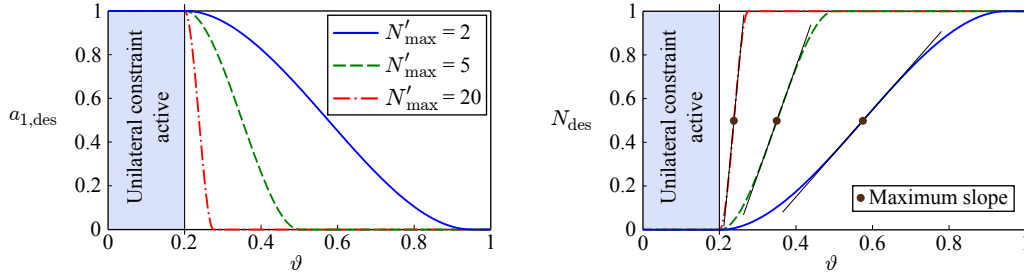 1
0.8
0.6
0.4
0.2
0
a1,des
Unilateral constraint
active
N′max = 2
N′max = 5
N′max = 20
0 0.2 0.4 0.6 0.8 1
ϑ
1
0.8
0.6
0.4
0.2
0
Ndes
Unilateral constraint
active
Maximum slope
0 0.2 0.4 0.6 0.8 1
ϑ